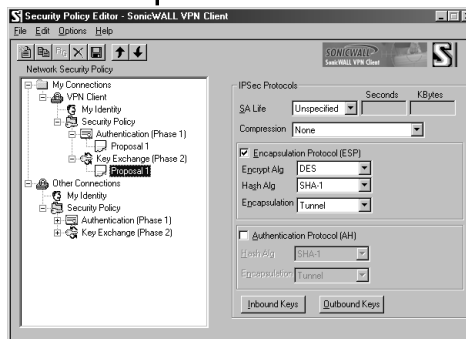 Security Policy Editor - SonicWALL VPN Client
File Edit Options Help
SONICWALL
SonicWALL VPN Client
S
Network Security Policy
My Connections
VPN Client
My Identity
Security Policy
Authentication (Phase 1)
Proposal 1
Key Exchange (Phase 2)
Proposal 1
Other Connections
My Identity
Security Policy
Authentication (Phase 1)
Key Exchange (Phase 2)
IPSec Protocols
Seconds KBytes
SA Life Unspecified
Compression None
Encapsulation Protocol (ESP)
Encrypt Alg DES
Hash Alg SHA-1
Encapsulation Tunnel
Authentication Protocol (AH)
Hash Alg SHA-1
Encapsulation Tunnel
Inbound Keys Outbound Keys